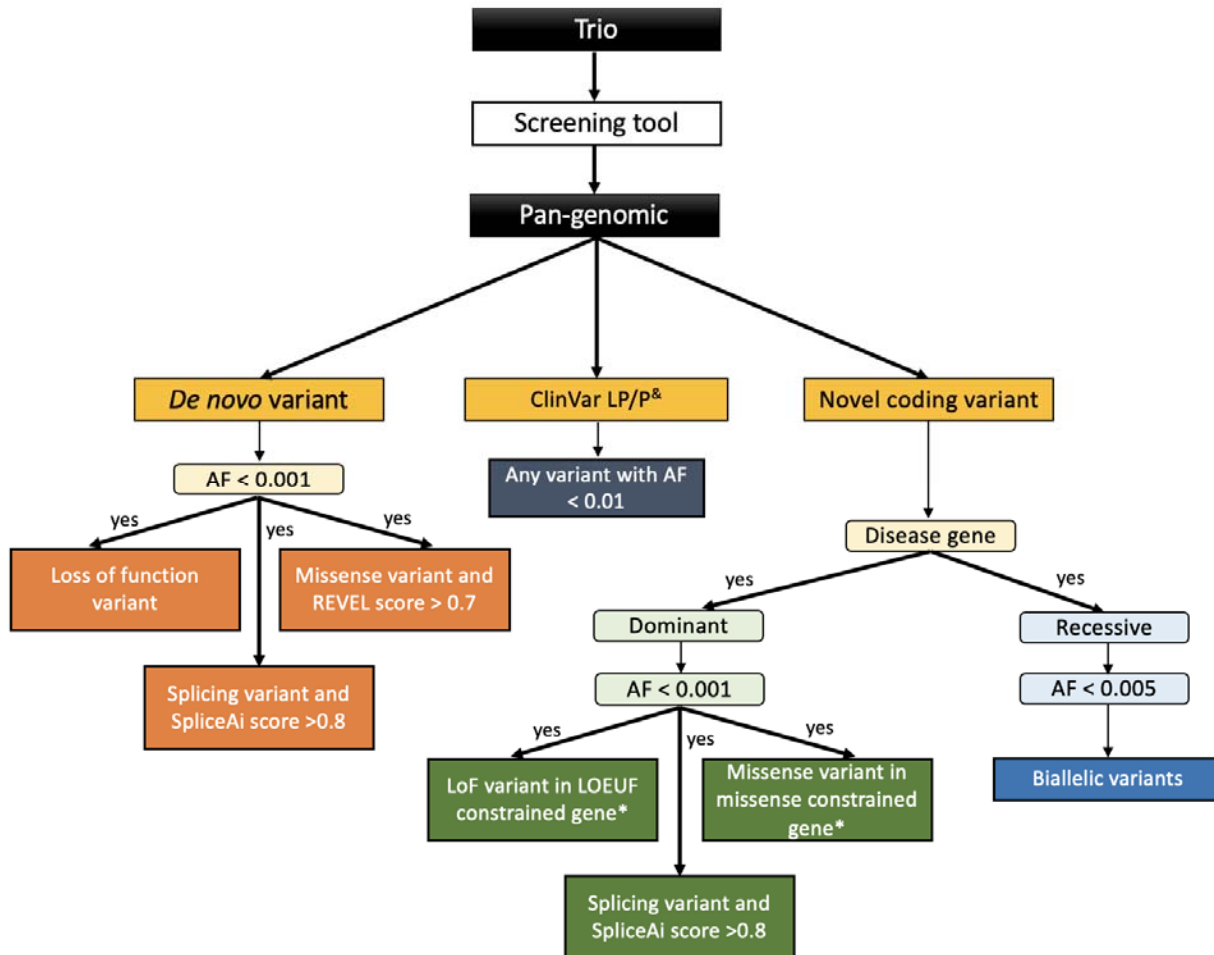 Trio
Screening tool
Pan-genomic
De novo variant
ClinVar LP/P&
Novel coding variant
AF < 0.001
Any variant with AF
< 0.01
yes
yes
yes
Disease gene
Loss of function
variant
Missense variant and
REVEL score > 0.7
yes
yes
Dominant
Recessive
Splicing variant and
SpliceAi score >0.8
AF < 0.001
AF < 0.005
yes
yes
yes
LoF variant in LOEUF
constrained gene*
Missense variant in
missense constrained
gene*
Biallelic variants
Splicing variant and
SpliceAi score >0.8